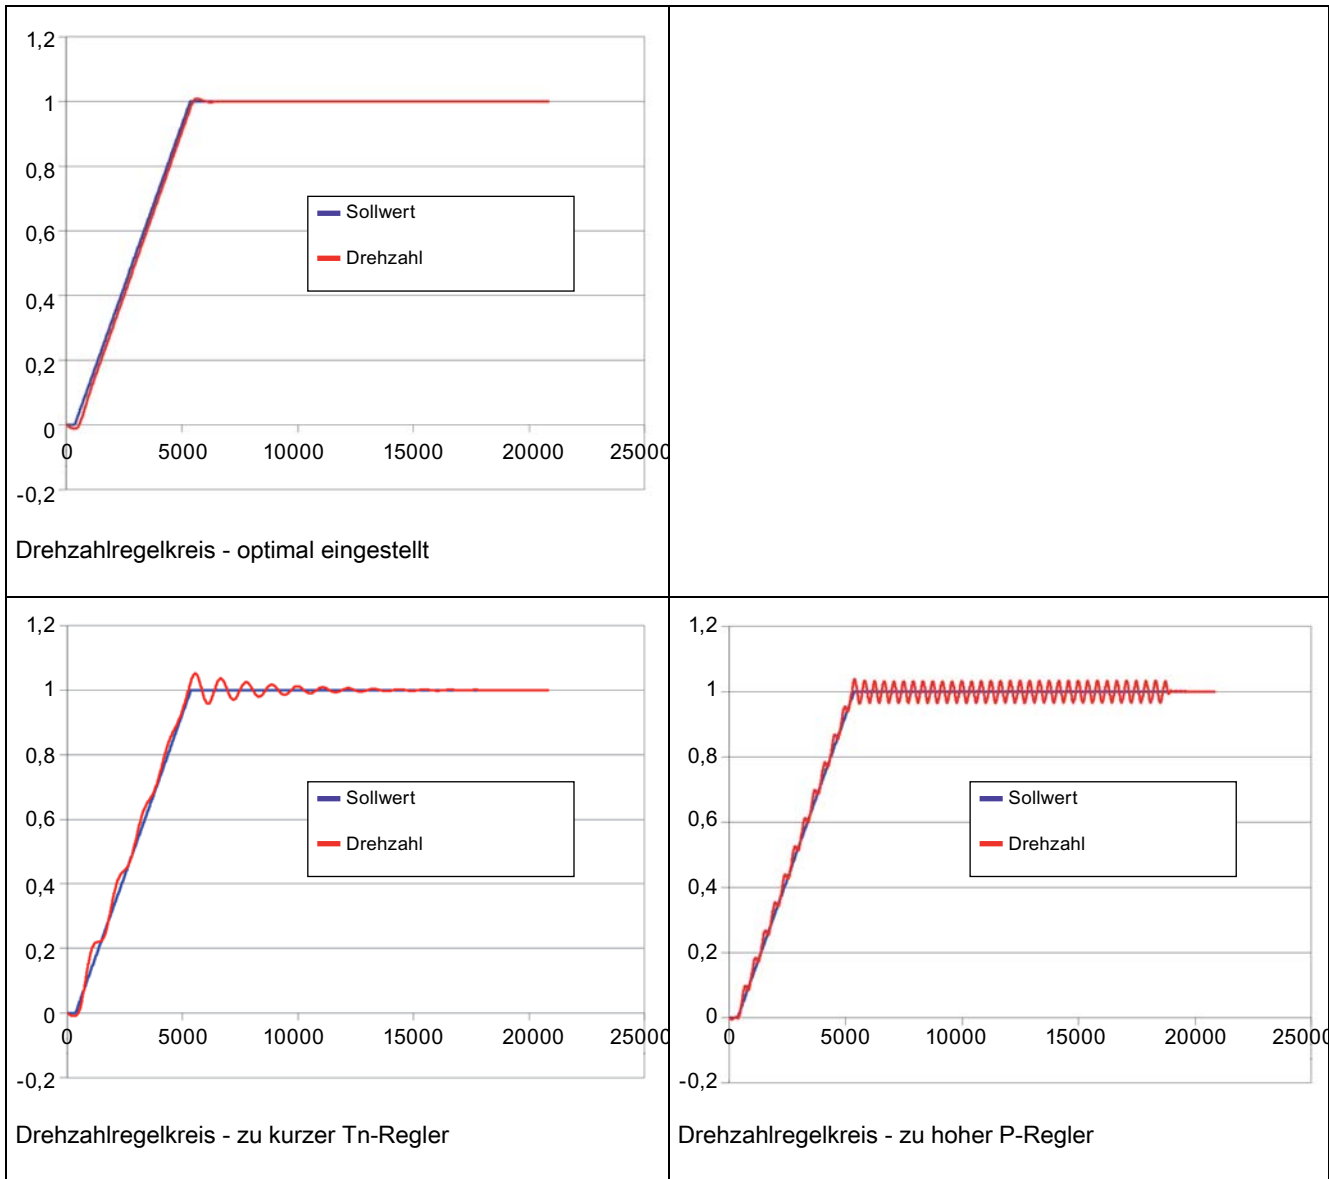 1,2
1
0,8
0,6
0,4
0,2
0
-0,2
0 5000 10000 15000 20000 25000
Sollwert
Drehzahl
Drehzahlregelkreis - optimal eingestellt
1,2
1
0,8
0,6
0,4
0,2
0
-0,2
0 5000 10000 15000 20000 25000
Sollwert
Drehzahl
Drehzahlregelkreis - zu kurzer Tn-Regler
1,2
1
0,8
0,6
0,4
0,2
0
-0,2
0 5000 10000 15000 20000 25000
Sollwert
Drehzahl
Drehzahlregelkreis - zu hoher P-Regler